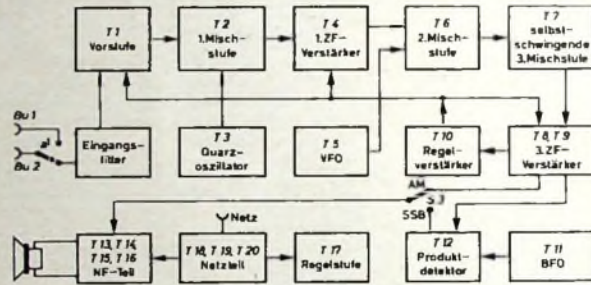 T 1
Vorstufe
T 2
1.Misch-
stufe
T 4
1.ZF-
Verstärker
T 6
2.Misch-
stufe
T 7
selbst-
schwingende
3.Mischstufe
Bu 1
a¹
Bu 2
Eingangs-
filter
T 3
Quarz-
oszillator
T 5
VFO
T 10
Regel-
verstärker
T 8, T 9
3.ZF-
Verstärker
AM
S 3
SSB
Netz
T 13, T 14,
T 15, T 16
NF-Teil
T 18, T 19, T 20
Netzteil
T 17
Regelstufe
T 12
Produkt-
detektor
T 11
BFO